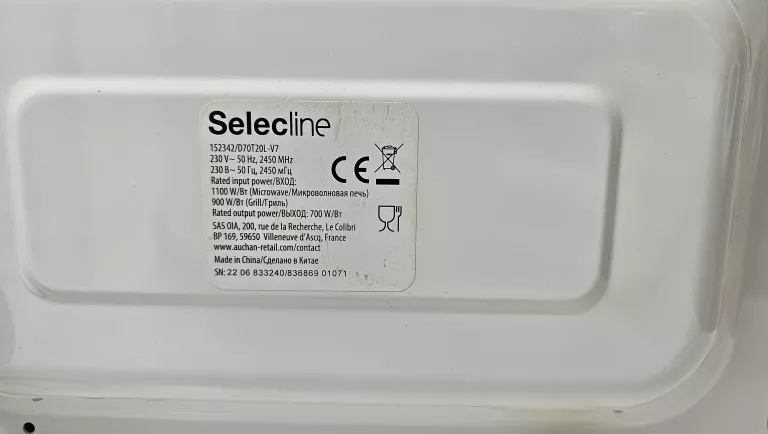 Selecline
152342/D70T20L-V7
230 V~ 50 Hz, 2450 MHz
230 В~ 50 Гц, 2450 мГц
Rated input power/ВХОД:
1100 W/Вт (Microwave/Микроволновая печь)
900 W/Вт (Grill/Гриль)
Rated output power/ВЫХОД: 700 W/Вт
SAS OIA, 200, rue de la Recherche, Le Colibri
BP 169, 59650 Villeneuve d'Ascq, France
www.auchan-retail.com/contact
Made in China/Сделано в Китае
SN: 22 06 833240/836869 01071
CE